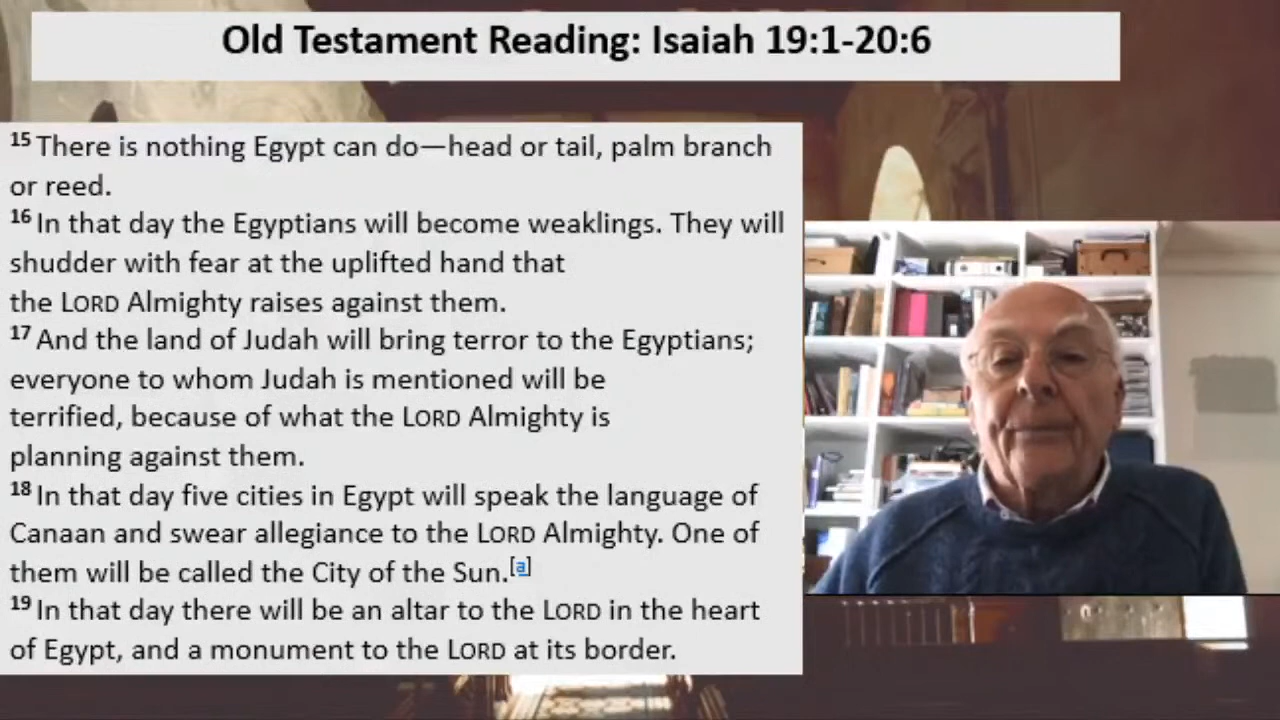 Old Testament Reading: Isaiah 19:1-20:6
15 There is nothing Egypt can do—head or tail, palm branch
or reed.
16 In that day the Egyptians will become weaklings. They will
shudder with fear at the uplifted hand that
the LORD Almighty raises against them.
17 And the land of Judah will bring terror to the Egyptians;
everyone to whom Judah is mentioned will be
terrified, because of what the LORD Almighty is
planning against them.
18 In that day five cities in Egypt will speak the language of
Canaan and swear allegiance to the LORD Almighty. One of
them will be called the City of the Sun.[a]
19 In that day there will be an altar to the LORD in the heart
of Egypt, and a monument to the LORD at its border.